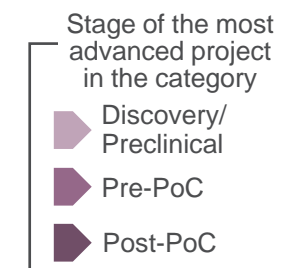 Stage of the most
advanced project
in the category
Discovery/
Preclinical
Pre-PoC
Post-PoC